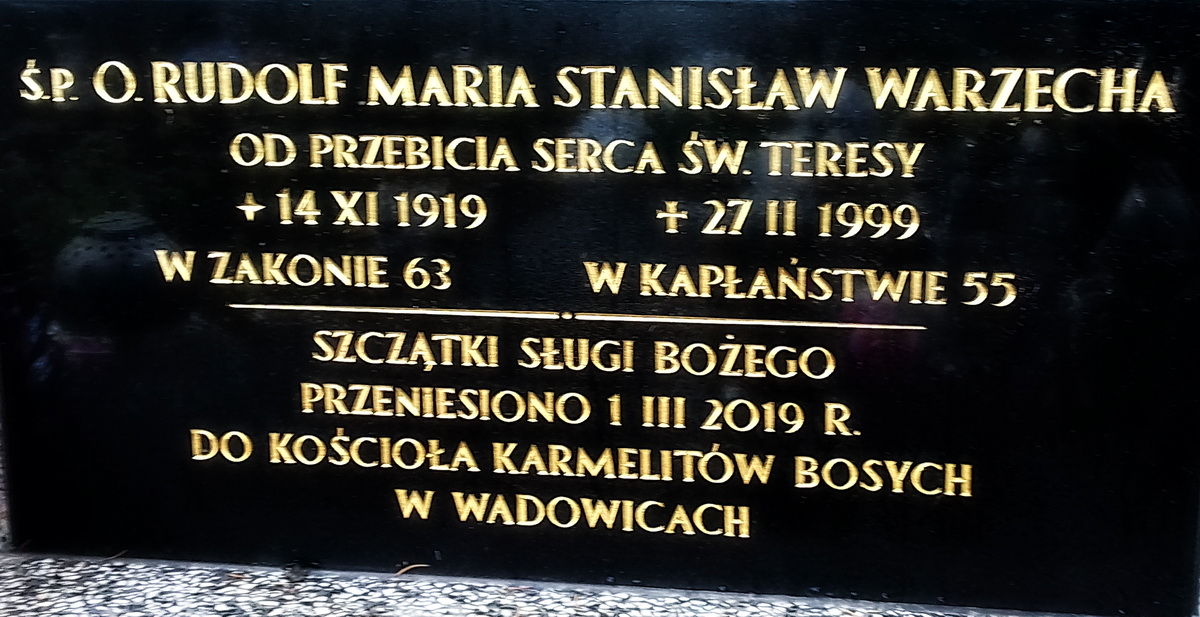 Ś.P. O. RUDOLF MARIA STANISŁAW WARZECHA
OD PRZEBICIA SERCA ŚW. TERESY
+ 14 XI 1919 ✝ 27 II 1999
W ZAKONIE 63 W KAPŁAŃSTWIE 55
SZCZĄTKI SŁUGI BOŻEGO
PRZENIESIONO 1 III 2019 R.
DO KOŚCIOŁA KARMELITÓW BOSYCH
W WADOWICACH